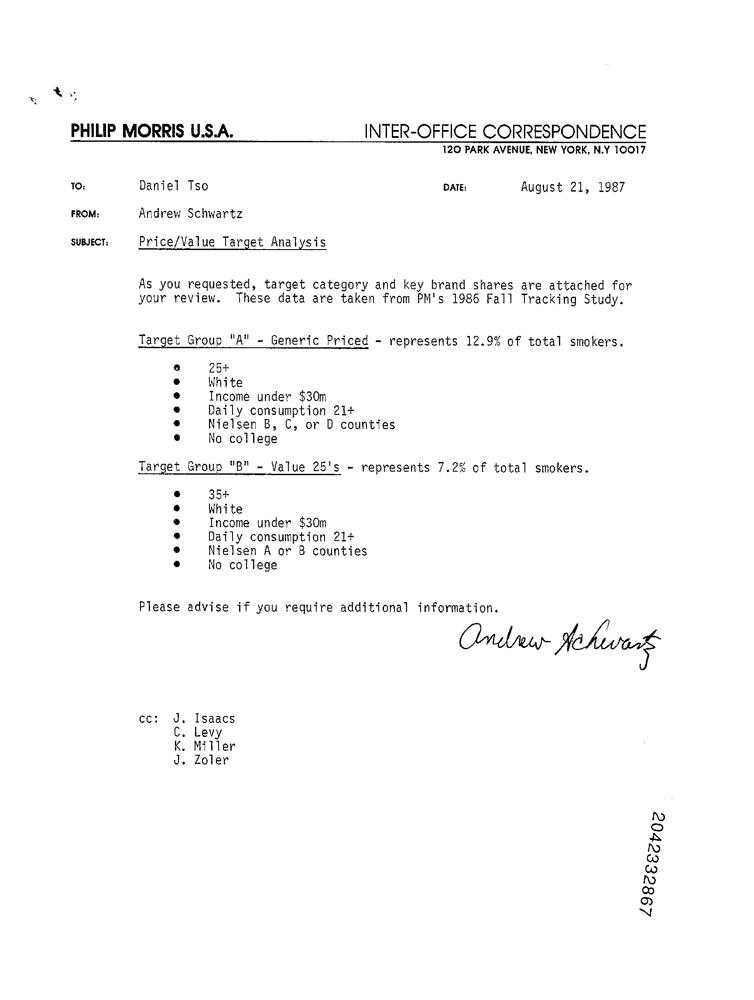 PHILIP MORRIS U.S.A. INTER-OFFICE CORRESPONDENCE
120 PARK AVENUE, NEW YORK, N.Y 10017
TO: Daniel Tso DATE: August 21, 1987
FROM: Andrew Schwartz
SUBJECT: Price/Value Target Analysis
As you requested, target category and key brand shares are attached for
your review. These data are taken from PM's 1986 Fall Tracking Study.
Target Group "A" - Generic Priced - represents 12.9% of total smokers.
• 25+
• White
• Income under $30m
• Daily consumption 21+
• Nielsen B, C, or D counties
• No college
Target Group "B" - Value 25's - represents 7.2% of total smokers.
• 35+
• White
• Income under $30m
• Daily consumption 21+
• Nielsen A or B counties
• No college
Please advise if you require additional information.
Andrew Schwartz
cc: J. Isaacs
C. Levy
K. Miller
J. Zoler
2042332867